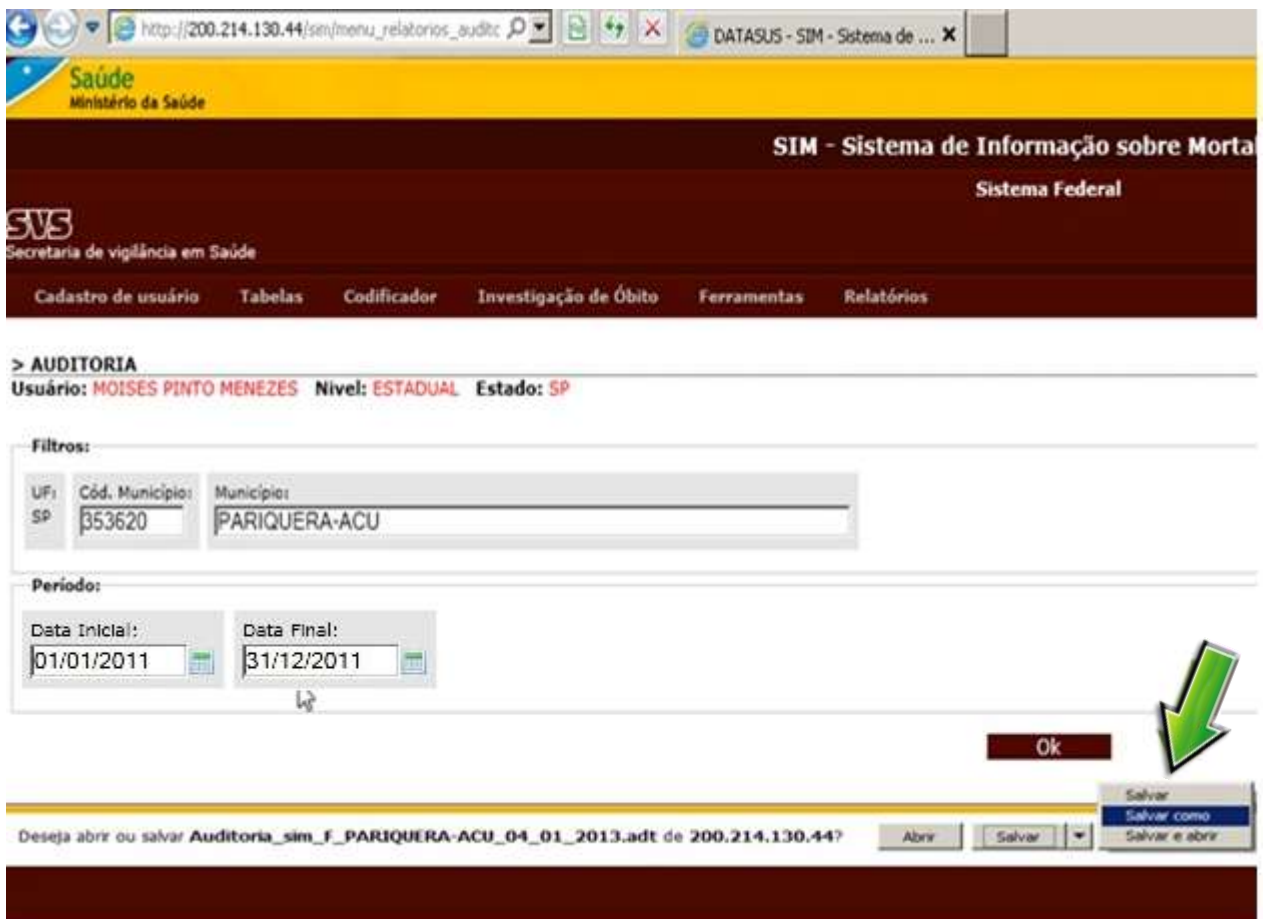 http://200.214.130.44/sim/menu_relatorios_auditc
DATASUS - SIM - Sistema de ...
Saúde
Ministério da Saúde
SIM - Sistema de Informação sobre Mortal
Sistema Federal
SVS
Secretaria de vigilância em Saúde
Cadastro de usuário Tabelas Codificador Investigação de Óbito Ferramentas Relatórios
> AUDITORIA
Usuário: MOISES PINTO MENEZES Nivel: ESTADUAL Estado: SP
Filtros:
UF: Cód. Município: Município:
SP 353620 PARIQUERA-ACU
Período:
Data Inicial: Data Final:
01/01/2011 31/12/2011
Ok
Salvar
Salvar como
Salvar e abrir
Deseja abrir ou salvar Auditoria_sim_F_PARIQUERA-ACU_04_01_2013.adt de 200.214.130.44? Abrir Salvar